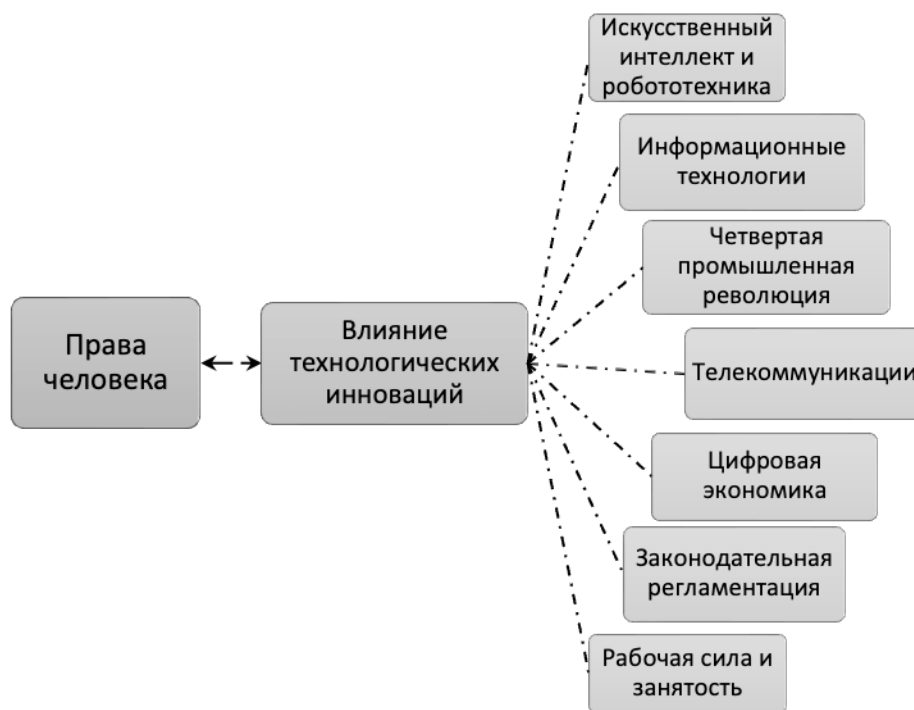 Искусственный
интеллект и
робототехника
Информационные
технологии
Четвертая
промышленная
революция
Права
человека
Влияние
технологических
инноваций
Телекоммуникации
Цифровая
экономика
Законодательная
регламентация
Рабочая сила и
занятость